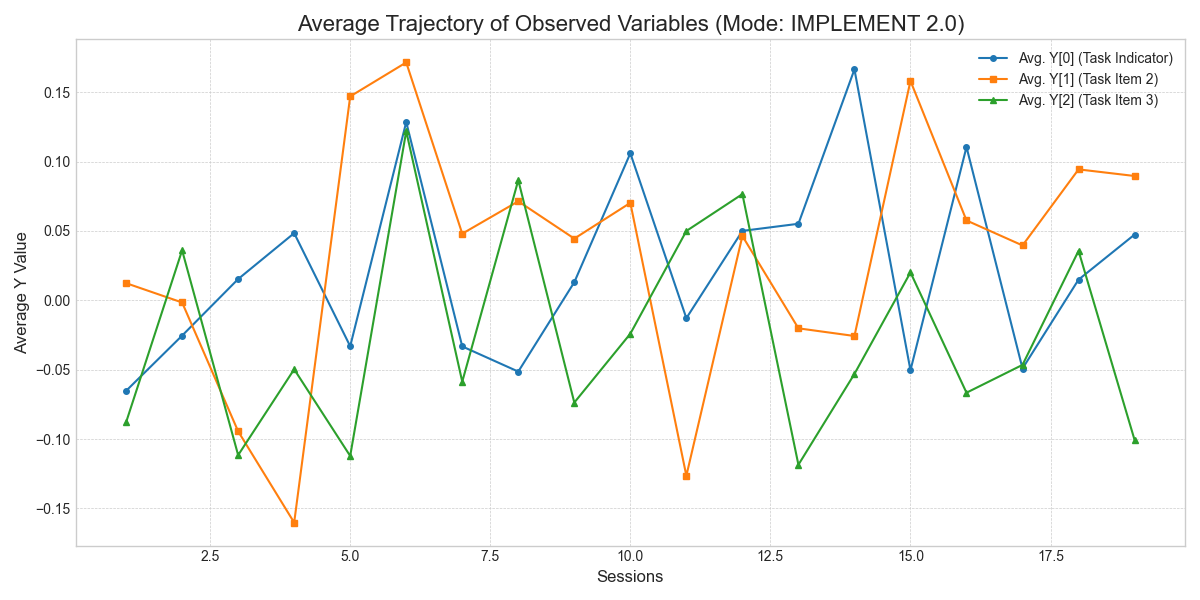 Average Trajectory of Observed Variables (Mode: IMPLEMENT 2.0)
Avg. Y[0] (Task Indicator)
Avg. Y[1] (Task Item 2)
Avg. Y[2] (Task Item 3)
Average Y Value
0.15
0.10
0.05
0.00
−0.05
−0.10
−0.15
2.5 5.0 7.5 10.0 12.5 15.0 17.5
Sessions